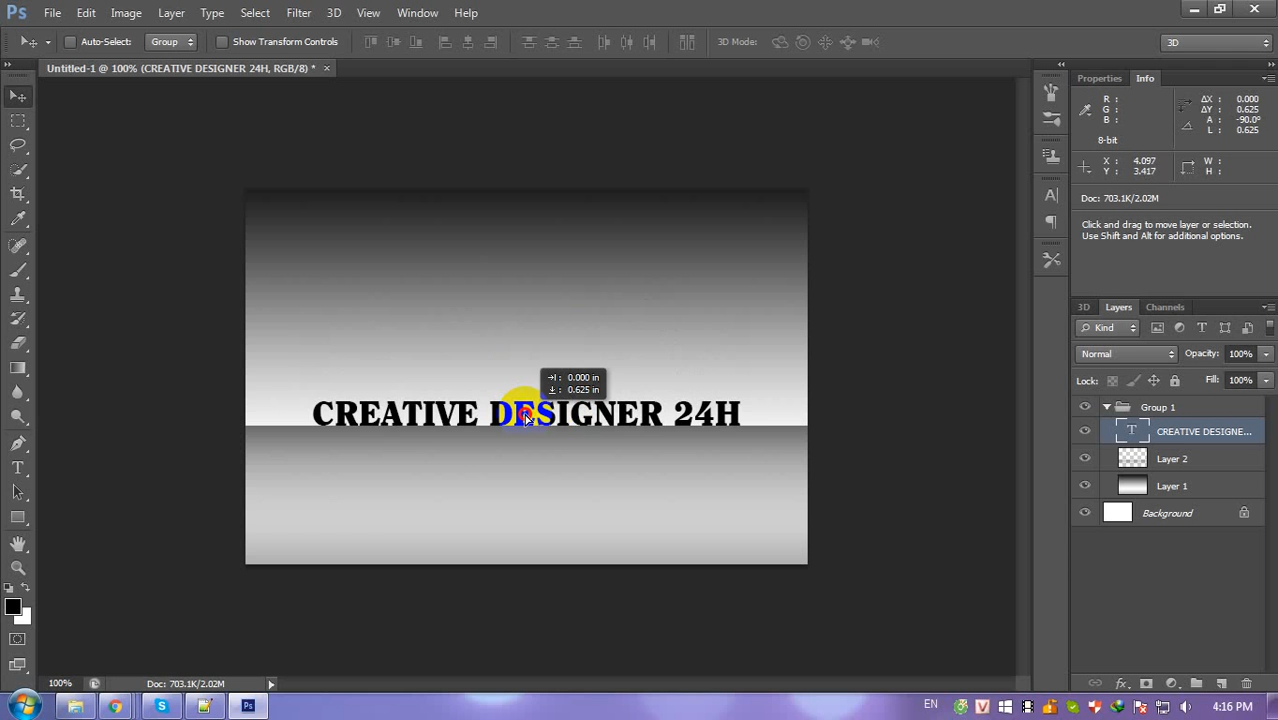 Ps File Edit Image Layer Type Select Filter 3D View Window Help
Auto-Select: Group Show Transform Controls 3D Mode: 3D
Untitled-1 @ 100% (CREATIVE DESIGNER 24H, RGB/8) *
Properties Info
R :
G :
B :
8-bit
ΔX : 0.000
ΔY : 0.625
A : -90.0°
L : 0.625
X : 4.097
Y : 3.417
W :
H :
Doc: 703.1K/2.02M
Click and drag to move layer or selection.
Use Shift and Alt for additional options.
3D Layers Channels
Kind
Normal Opacity: 100%
Lock: Fill: 100%
Group 1
CREATIVE DESIGNE...
Layer 2
Layer 1
Background
→I : 0.000 in
0.625 in
CREATIVE DESIGNER 24H
100% Doc: 703.1K/2.02M
EN 4:16 PM